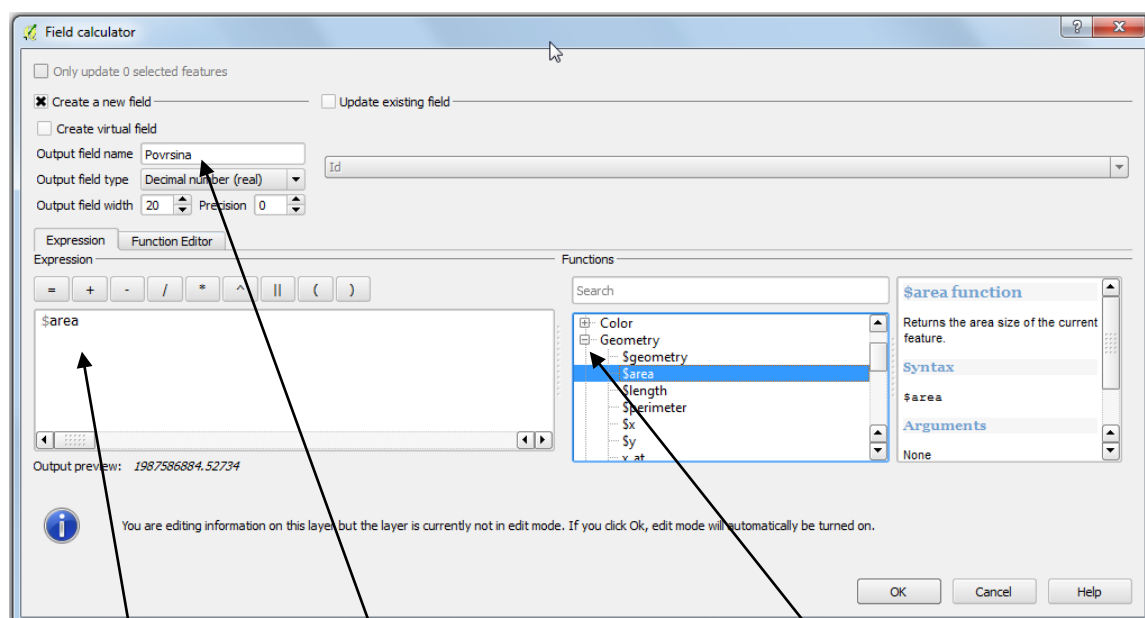 Field calculator
Only update 0 selected features
Create a new field
Update existing field
Create virtual field
Output field name Povrsina
Id
Output field type Decimal number (real)
Output field width 20 Precision 0
Expression Function Editor
Expression
Functions
= + - / * ^ || ( )
Search
$area
Color
Geometry
$geometry
$area
$length
$perimeter
$x
$y
x_at
$area function
Returns the area size of the current
feature.
Syntax
$area
Arguments
None
Output preview: 1987586884.52734
You are editing information on this layer but the layer is currently not in edit mode. If you click Ok, edit mode will automatically be turned on.
OK Cancel Help